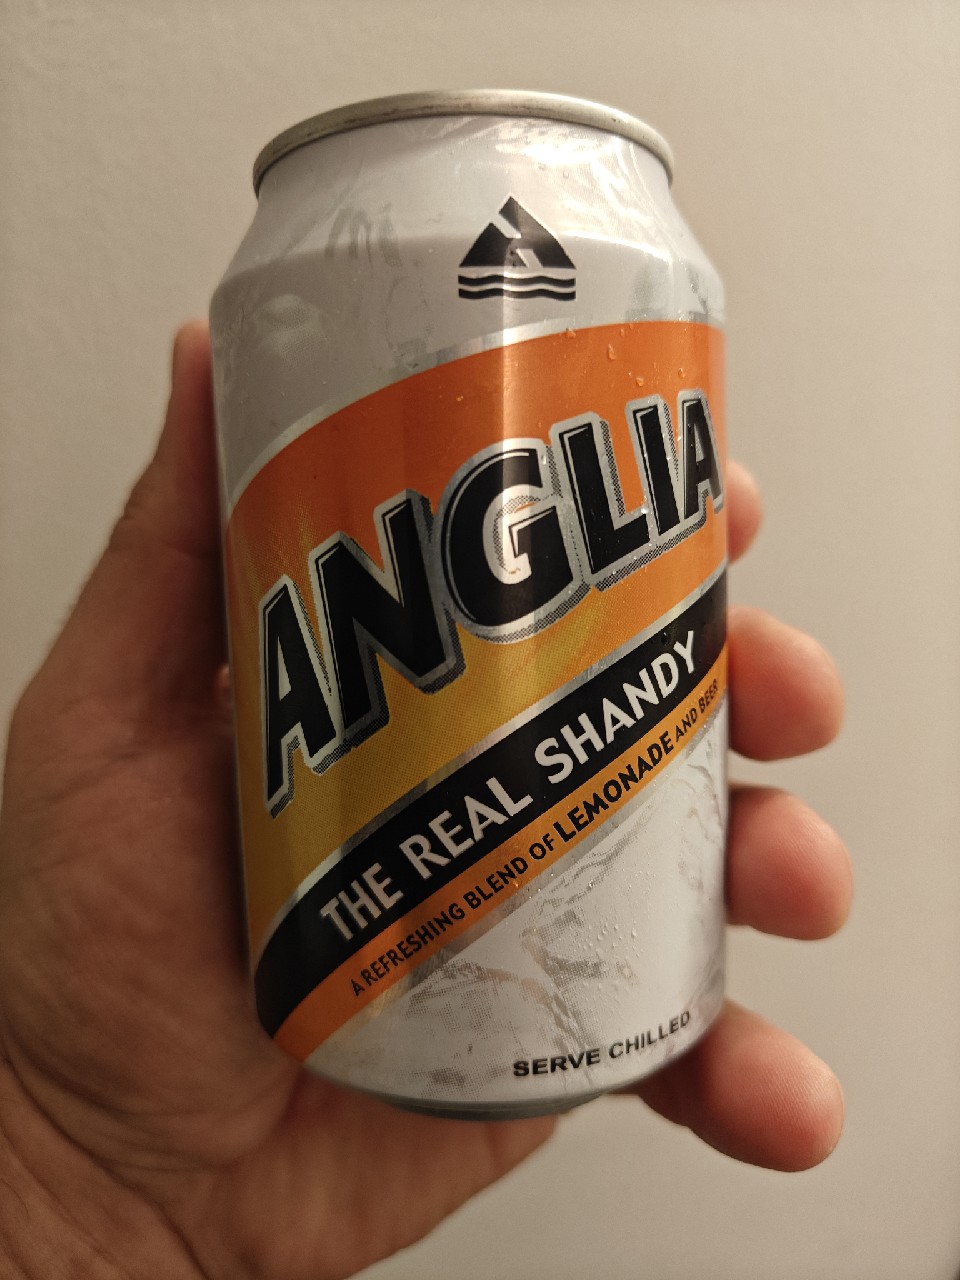 ANGLIA
THE REAL SHANDY
A REFRESHING BLEND OF LEMONADE AND BEER
SERVE CHILLED